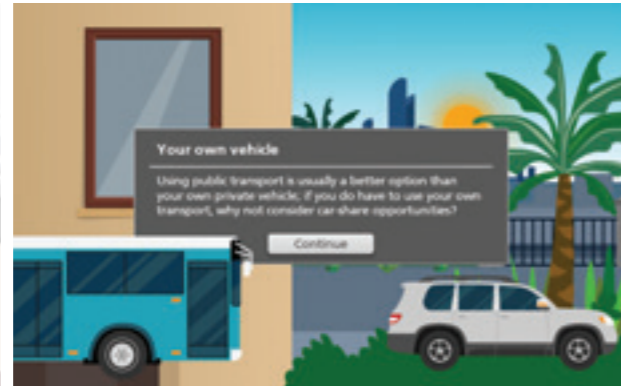 Your own vehicle
Using public transport is usually a better option than
your own private vehicle, if you do have to use your own
transport, why not consider car-share opportunities?
Continue